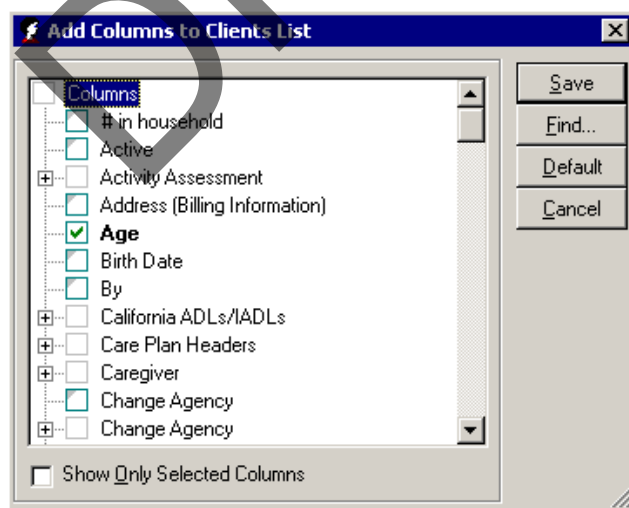 Add Columns to Clients List
Columns
# in household
Active
Activity Assessment
Address (Billing Information)
Age
Birth Date
By
California ADLs/IADLs
Care Plan Headers
Caregiver
Change Agency
Change Agency
Show Only Selected Columns
Save
Find...
Default
Cancel